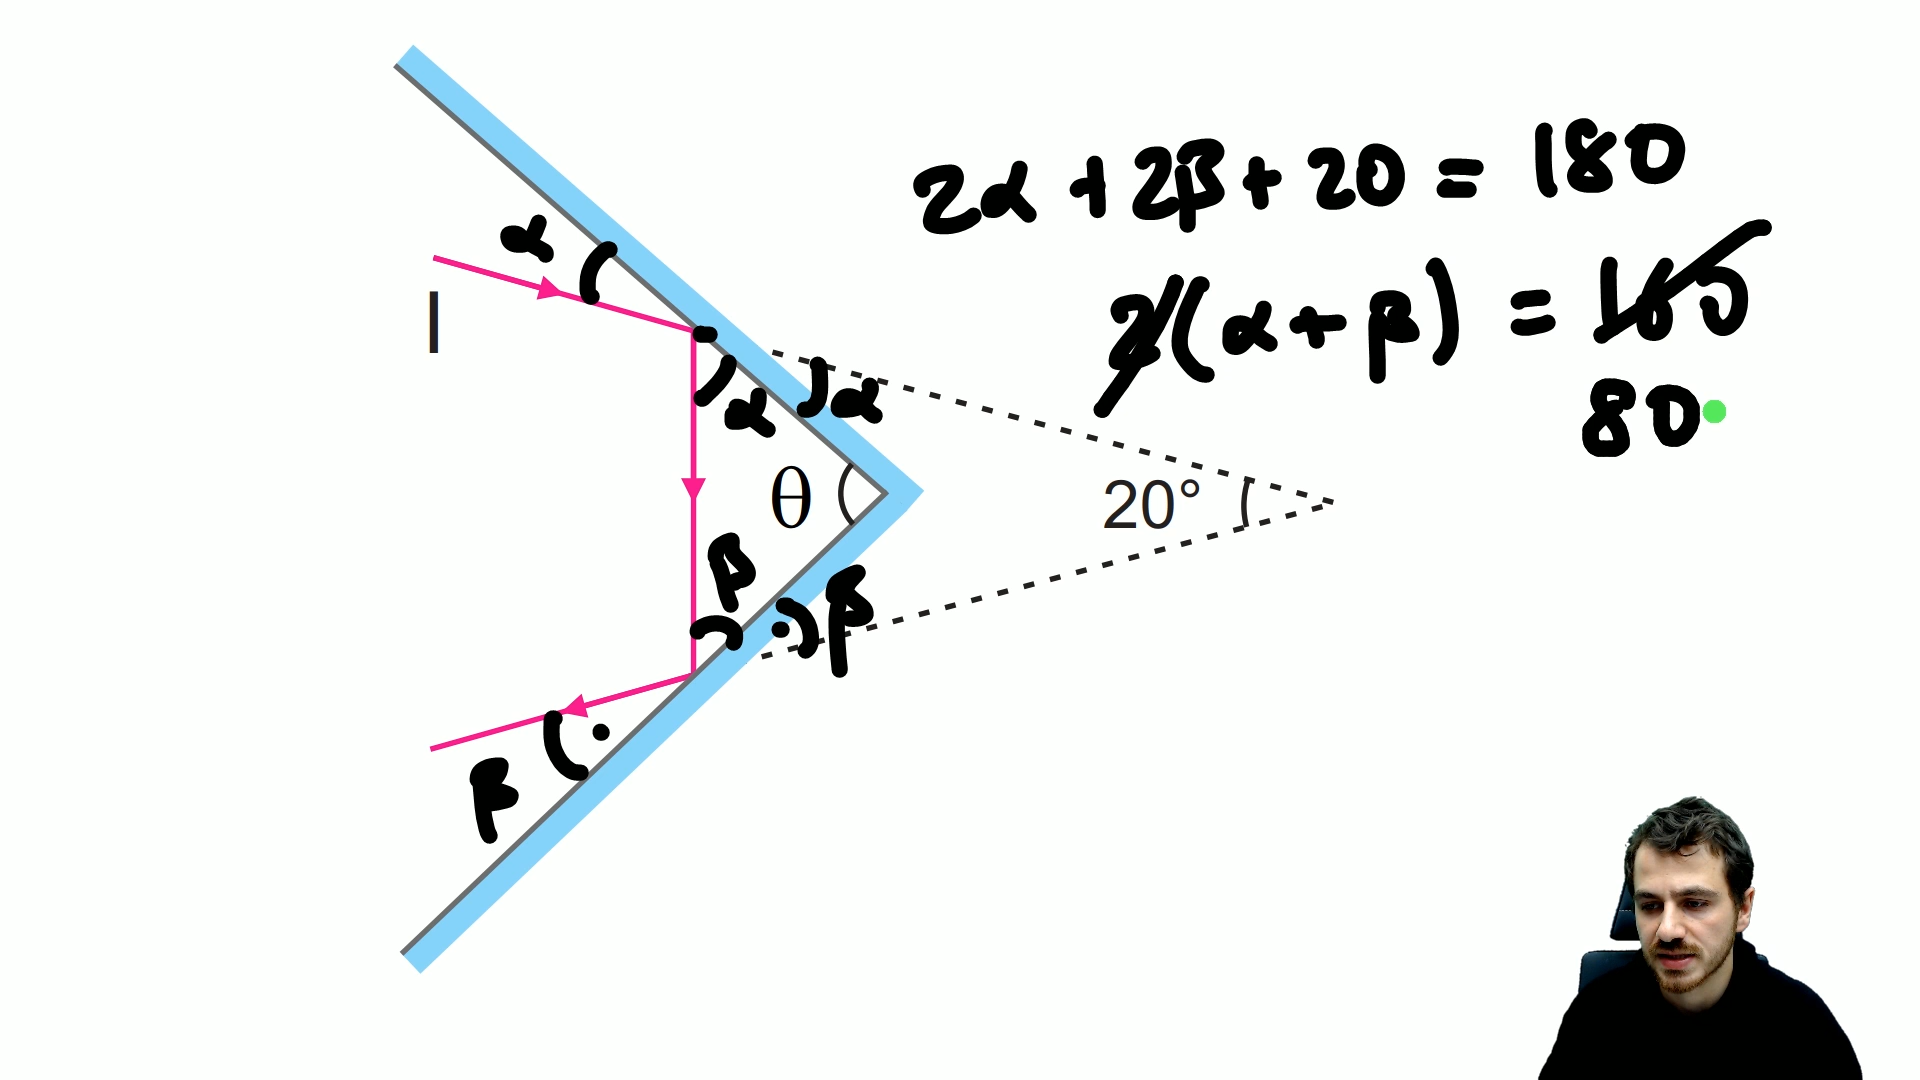 2α + 2β + 20 = 180
2(α + β) = 160
80
α
I
α
α
θ
20°
β
β
β